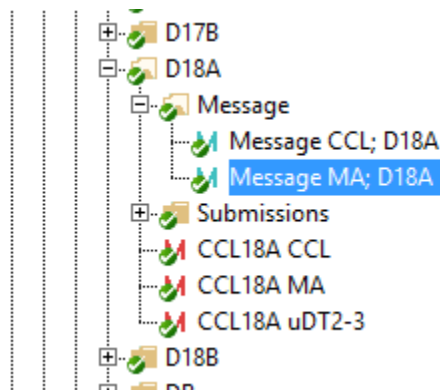 D17B
D18A
Message
Message CCL; D18A
Message MA; D18A
Submissions
CCL18A CCL
CCL18A MA
CCL18A uDT2-3
D18B